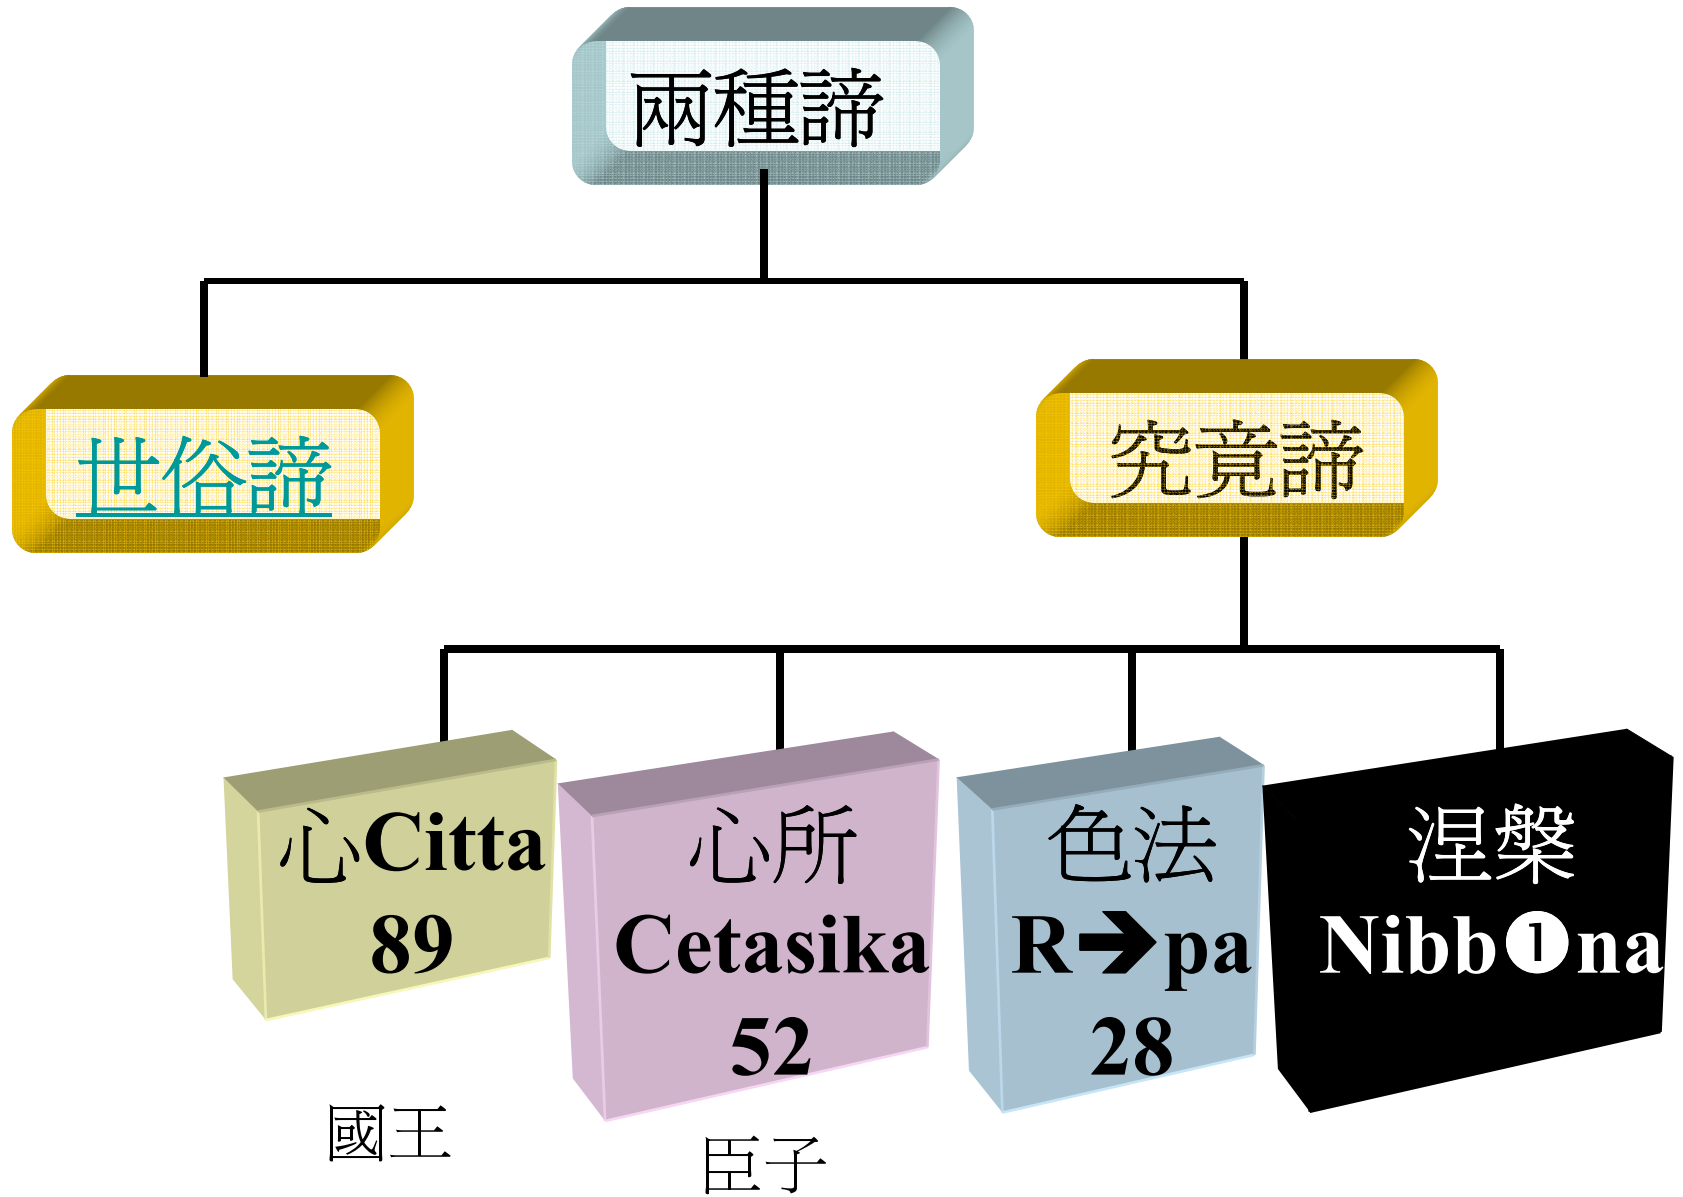 兩種諦
世俗諦
究竟諦
心Citta
89
心所
Cetasika
52
色法
R➔pa
28
涅槃
Nibb❶na
國王
臣子